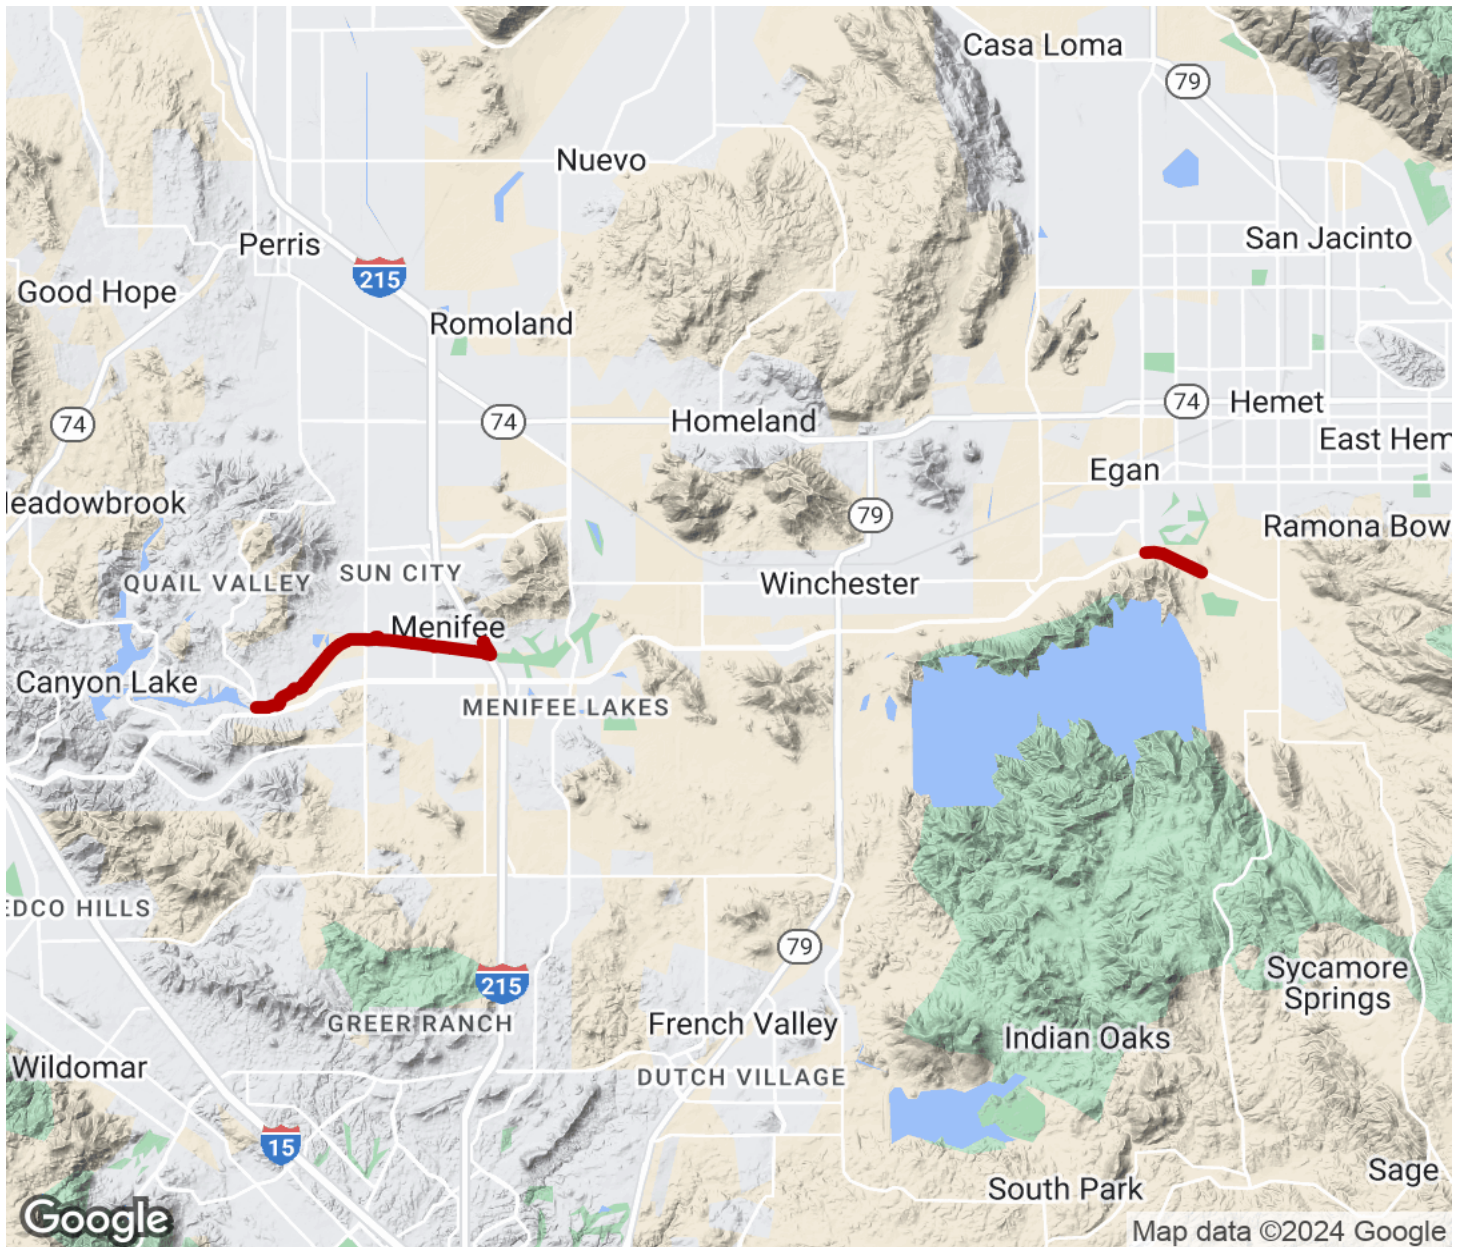 Casa Loma
79
Nuevo
San Jacinto
Perris
215
Good Hope
Romoland
74
Hemet
74
Homeland
74
East Hem
Egan
eadowbrook
79
Ramona Bow
QUAIL VALLEY
SUN CITY
Winchester
Menifee
Canyon Lake
MENIFEE LAKES
EDCO HILLS
79
Sycamore
Springs
215
GREER RANCH
French Valley
Indian Oaks
Wildomar
DUTCH VILLAGE
15
Sage
South Park
Google
Map data ©2024 Google